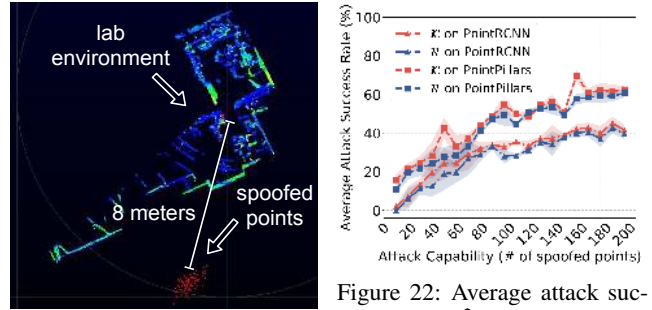 lab
environment
8 meters
spoofed
points
Average Attack Success Rate (%)
100
80
60
40
20
0
on PointRCNN
on PointRCNN
on PointPillars
on PointPillars
0 20 40 60 80 100 120 140 160 180 200
Attack Capability (# of spoofed points)
Figure 22: Average attack suc-